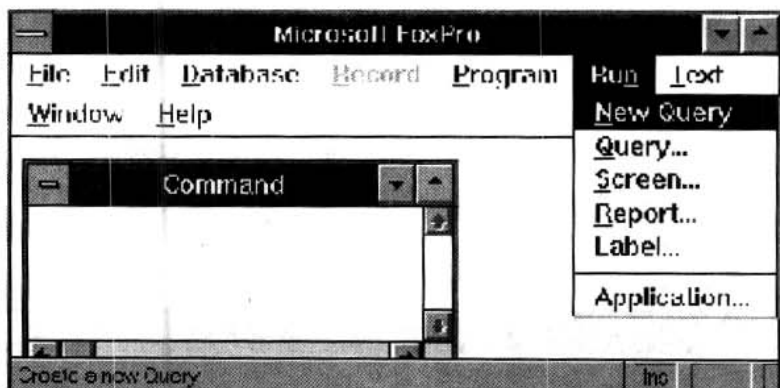 Microsoft FoxPro
File Edit Database Record Program Run Text
Window Help
New Query
Query...
Screen...
Report...
Label...
Application...
Command
Create a new Query
Ins